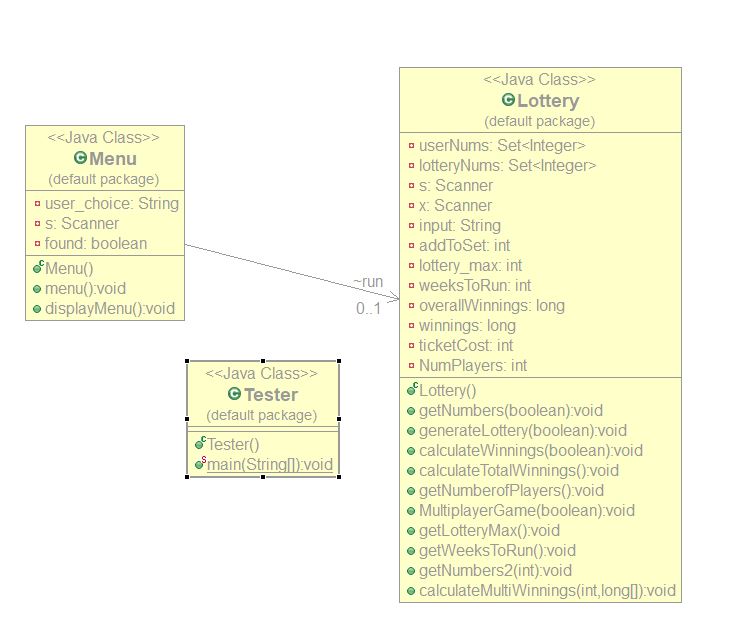 <<Java Class>>
Menu
(default package)
user_choice: String
s: Scanner
found: boolean
Menu()
menu():void
displayMenu():void
~run
0..1
<<Java Class>>
Tester
(default package)
Tester()
main(String[]):void
<<Java Class>>
Lottery
(default package)
userNums: Set<Integer>
lotteryNums: Set<Integer>
s: Scanner
x: Scanner
input: String
addToSet: int
lottery_max: int
weeksToRun: int
overallWinnings: long
winnings: long
ticketCost: int
NumPlayers: int
Lottery()
getNumbers(boolean):void
generateLottery(boolean):void
calculateWinnings(boolean):void
calculateTotalWinnings():void
getNumberofPlayers():void
MultiplayerGame(boolean):void
getLotteryMax():void
getWeeksToRun():void
getNumbers2(int):void
calculateMultiWinnings(int,long[]):void